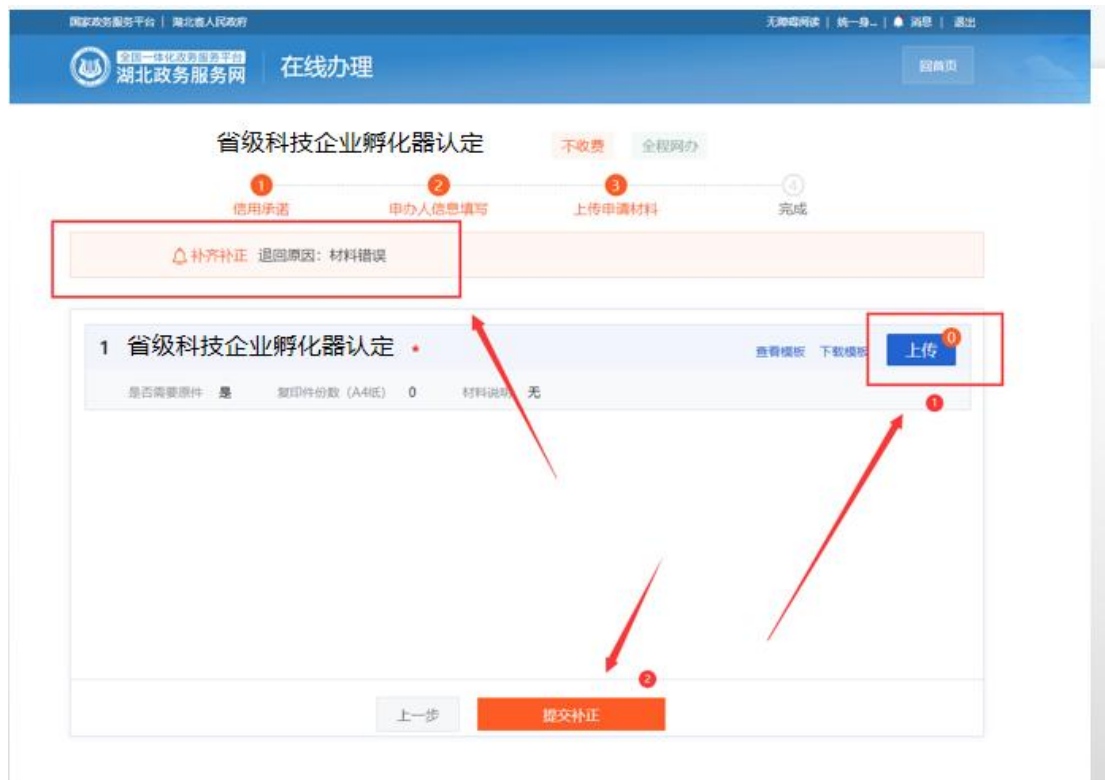 国家政务服务平台 | 湖北省人民政府
无障碍阅读 | 统一身... | 消息 | 退出
全国一体化政务服务平台
湖北政务服务网
在线办理
回首页
省级科技企业孵化器认定
不收费
全程网办
1
2
3
4
信用承诺
申办人信息填写
上传申请材料
完成
补齐补正 退回原因：材料错误
1 省级科技企业孵化器认定 *
查看模板 下载模板
上传
0
是否需要原件 是 复印件份数（A4纸） 0 材料说明 无
1
2
上一步
提交补正